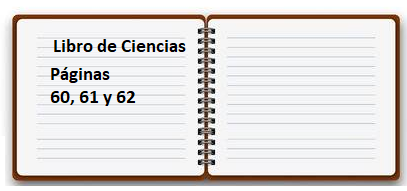 Libro de Ciencias
Páginas
60, 61 y 62